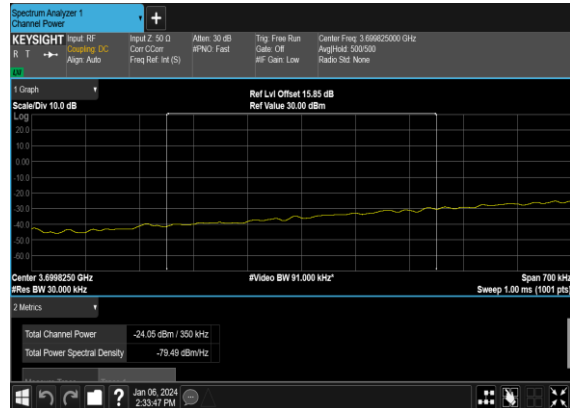 Spectrum Analyzer 1
Channel Power
+
KEYSIGHT
R T
LW
Input: RF
Coupling: DC
Align: Auto
Input Z: 50 Ω
Corr CCorr
Freq Ref: Int (S)
Atten: 30 dB
#PNO: Fast
Trig: Free Run
Gate: Off
#IF Gain: Low
Center Freq: 3.699825000 GHz
Avg|Hold: 500/500
Radio Std: None
1 Graph
Scale/Div 10.0 dB
Ref Lvl Offset 15.85 dB
Ref Value 30.00 dBm
Log
20.0
10.0
0.00
-10.0
-20.0
-30.0
-40.0
-50.0
-60.0
Center 3.6998250 GHz
#Res BW 30.000 kHz
#Video BW 91.000 kHz*
Span 700 kHz
Sweep 1.00 ms (1001 pts)
2 Metrics
Total Channel Power -24.05 dBm / 350 kHz
Total Power Spectral Density -79.49 dBm/Hz
?
Jan 06, 2024
2:33:47 PM